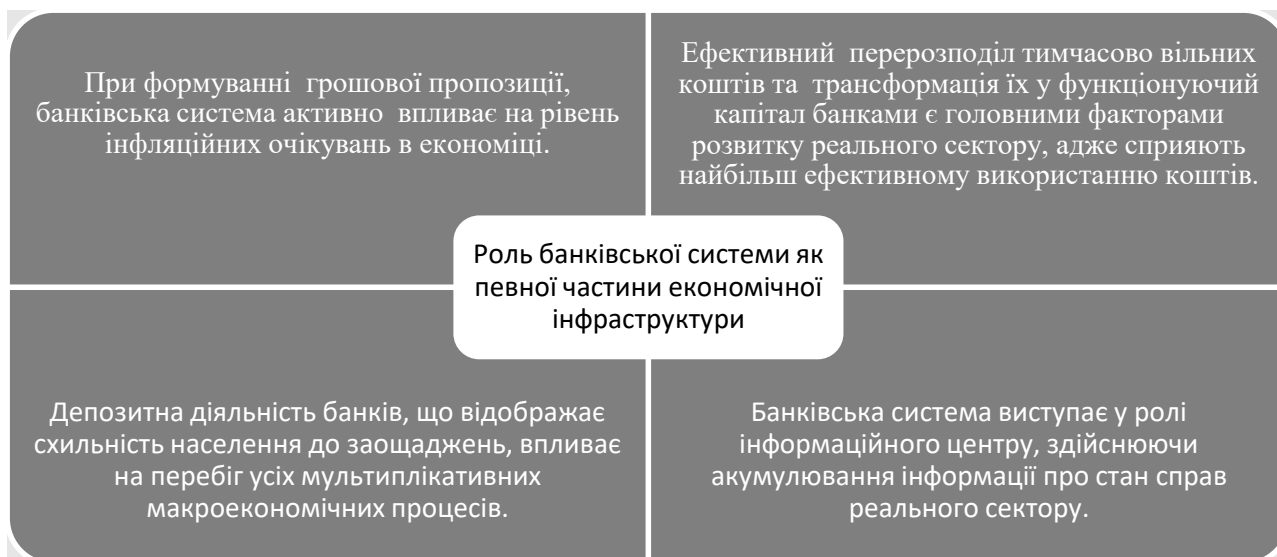 При формуванні грошової пропозиції,
банківська система активно впливає на рівень
інфляційних очікувань в економіці.
Ефективний перерозподіл тимчасово вільних
коштів та трансформація їх у функціонуючий
капітал банками є головними факторами
розвитку реального сектору, адже сприяють
найбільш ефективному використанню коштів.
Роль банківської системи як
певної частини економічної
інфраструктури
Депозитна діяльність банків, що відображає
схильність населення до заощаджень, впливає
на перебіг усіх мультиплікативних
макроекономічних процесів.
Банківська система виступає у ролі
інформаційного центру, здійснюючи
акумулювання інформації про стан справ
реального сектору.